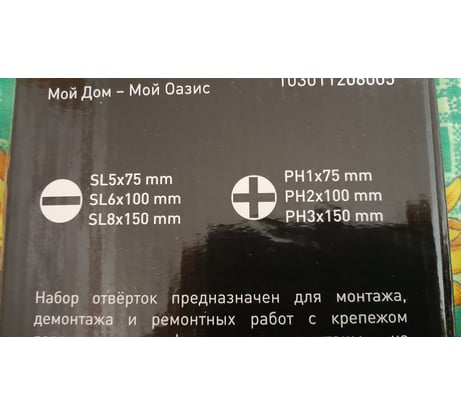 Мой Дом – Мой Оазис
SL5x75 mm
SL6x100 mm
SL8x150 mm
PH1x75 mm
PH2x100 mm
PH3x150 mm
Набор отвёрток предназначен для монтажа,
демонтажа и ремонтных работ с крепежом